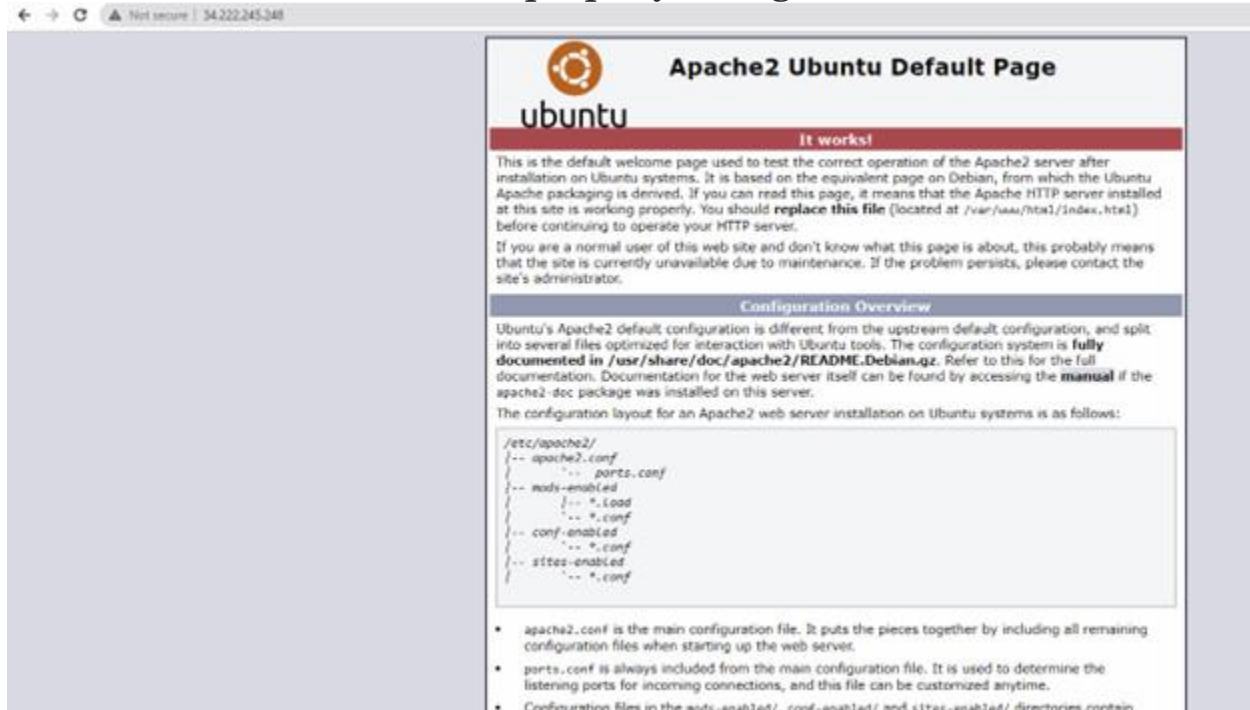 Not secure | 34.222.245.248
Apache2 Ubuntu Default Page
ubuntu
It works!
This is the default welcome page used to test the correct operation of the Apache2 server after
installation on Ubuntu systems. It is based on the equivalent page on Debian, from which the Ubuntu
Apache packaging is derived. If you can read this page, it means that the Apache HTTP server installed
at this site is working properly. You should replace this file (located at /var/www/html/index.html)
before continuing to operate your HTTP server.
If you are a normal user of this web site and don't know what this page is about, this probably means
that the site is currently unavailable due to maintenance. If the problem persists, please contact the
site's administrator.
Configuration Overview
Ubuntu's Apache2 default configuration is different from the upstream default configuration, and split
into several files optimized for interaction with Ubuntu tools. The configuration system is fully
documented in /usr/share/doc/apache2/README.Debian.gz. Refer to this for the full
documentation. Documentation for the web server itself can be found by accessing the manual if the
apache2-doc package was installed on this server.
The configuration layout for an Apache2 web server installation on Ubuntu systems is as follows:
/etc/apache2/
|-- apache2.conf
|       `--  ports.conf
|-- mods-enabled
|       |-- *.load
|       `-- *.conf
|-- conf-enabled
|       `-- *.conf
|-- sites-enabled
|       `-- *.conf
• apache2.conf is the main configuration file. It puts the pieces together by including all remaining
configuration files when starting up the web server.
• ports.conf is always included from the main configuration file. It is used to determine the
listening ports for incoming connections, and this file can be customized anytime.
• Configuration files in the mods-enabled/, conf-enabled/ and sites-enabled/ directories contain